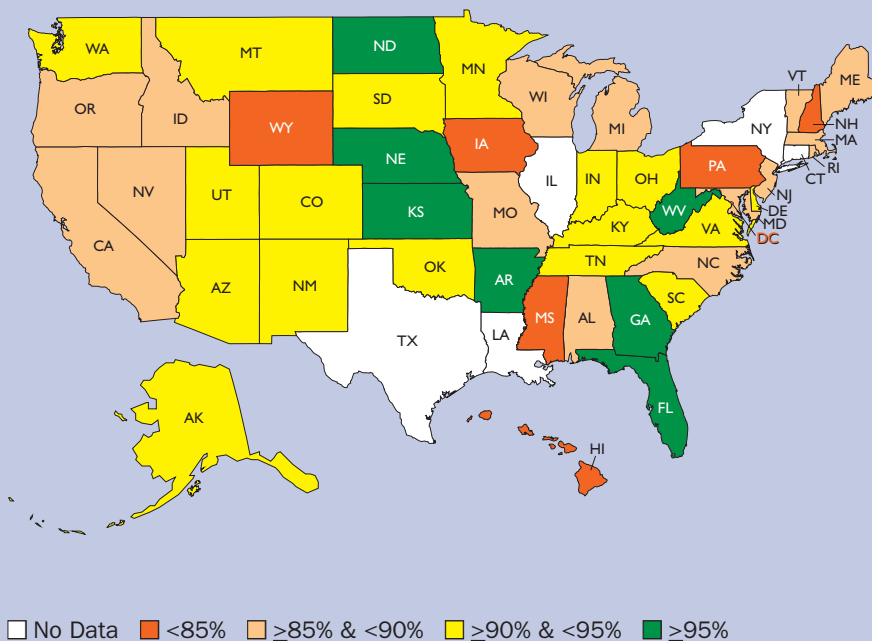 WA
MT
ND
MN
VT
ME
OR
ID
SD
WI
MI
NY
NH
WY
MA
IA
NE
PA
RI
CT
NV
UT
CO
IL
IN
OH
NJ
KS
MO
WV
DE
MD
CA
KY
VA
DC
TN
NC
AZ
NM
OK
AR
SC
MS
AL
GA
TX
LA
AK
FL
HI
No Data
<85%
≥85% & <90%
≥90% & <95%
≥95%